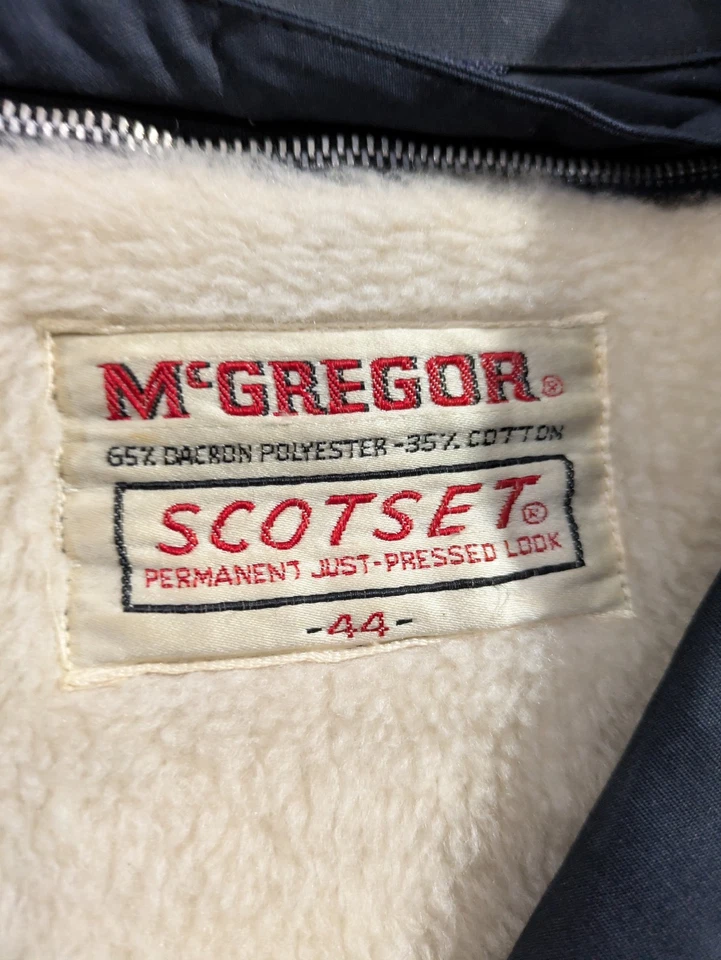 McGREGOR®
65% DACRON POLYESTER-35% COTTON
SCOTSET®
PERMANENT JUST-PRESSED LOOK
-44-